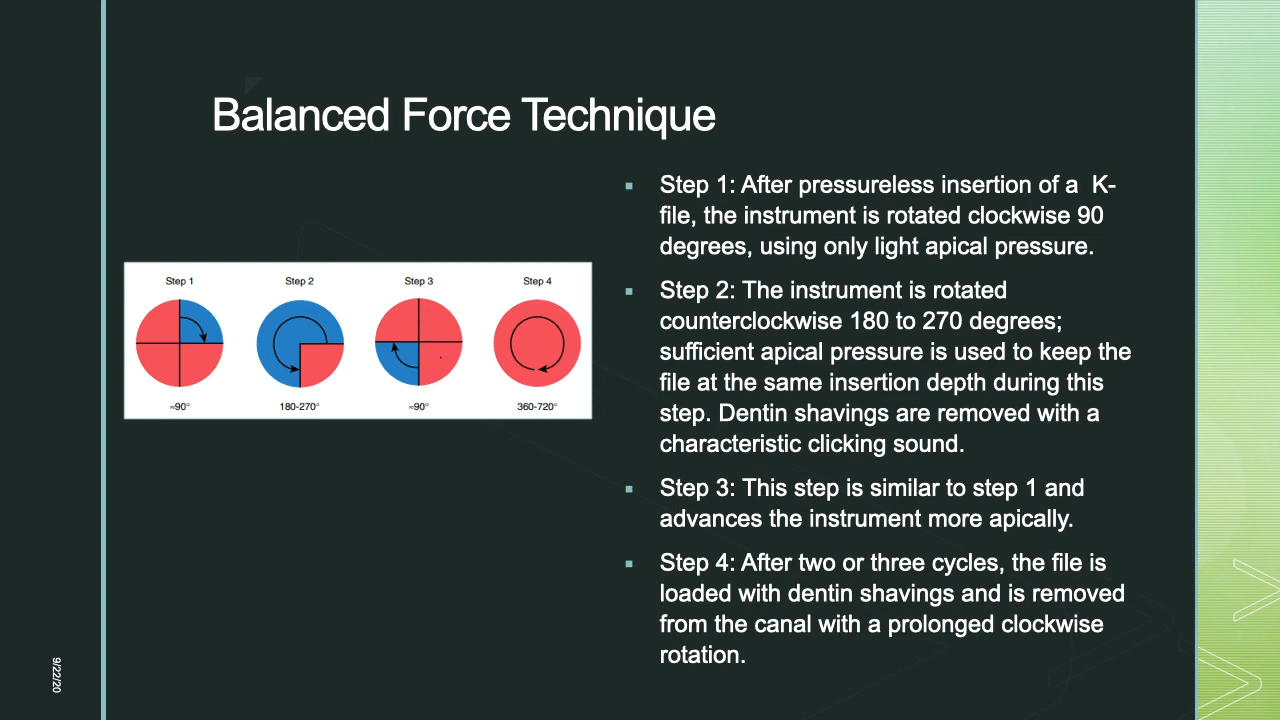 Balanced Force Technique
Step 1 Step 2 Step 3 Step 4
≈90° 180-270° ≈90° 360-720°
▪ Step 1: After pressureless insertion of a K-
file, the instrument is rotated clockwise 90
degrees, using only light apical pressure.
▪ Step 2: The instrument is rotated
counterclockwise 180 to 270 degrees;
sufficient apical pressure is used to keep the
file at the same insertion depth during this
step. Dentin shavings are removed with a
characteristic clicking sound.
▪ Step 3: This step is similar to step 1 and
advances the instrument more apically.
▪ Step 4: After two or three cycles, the file is
loaded with dentin shavings and is removed
from the canal with a prolonged clockwise
rotation.
9/22/20